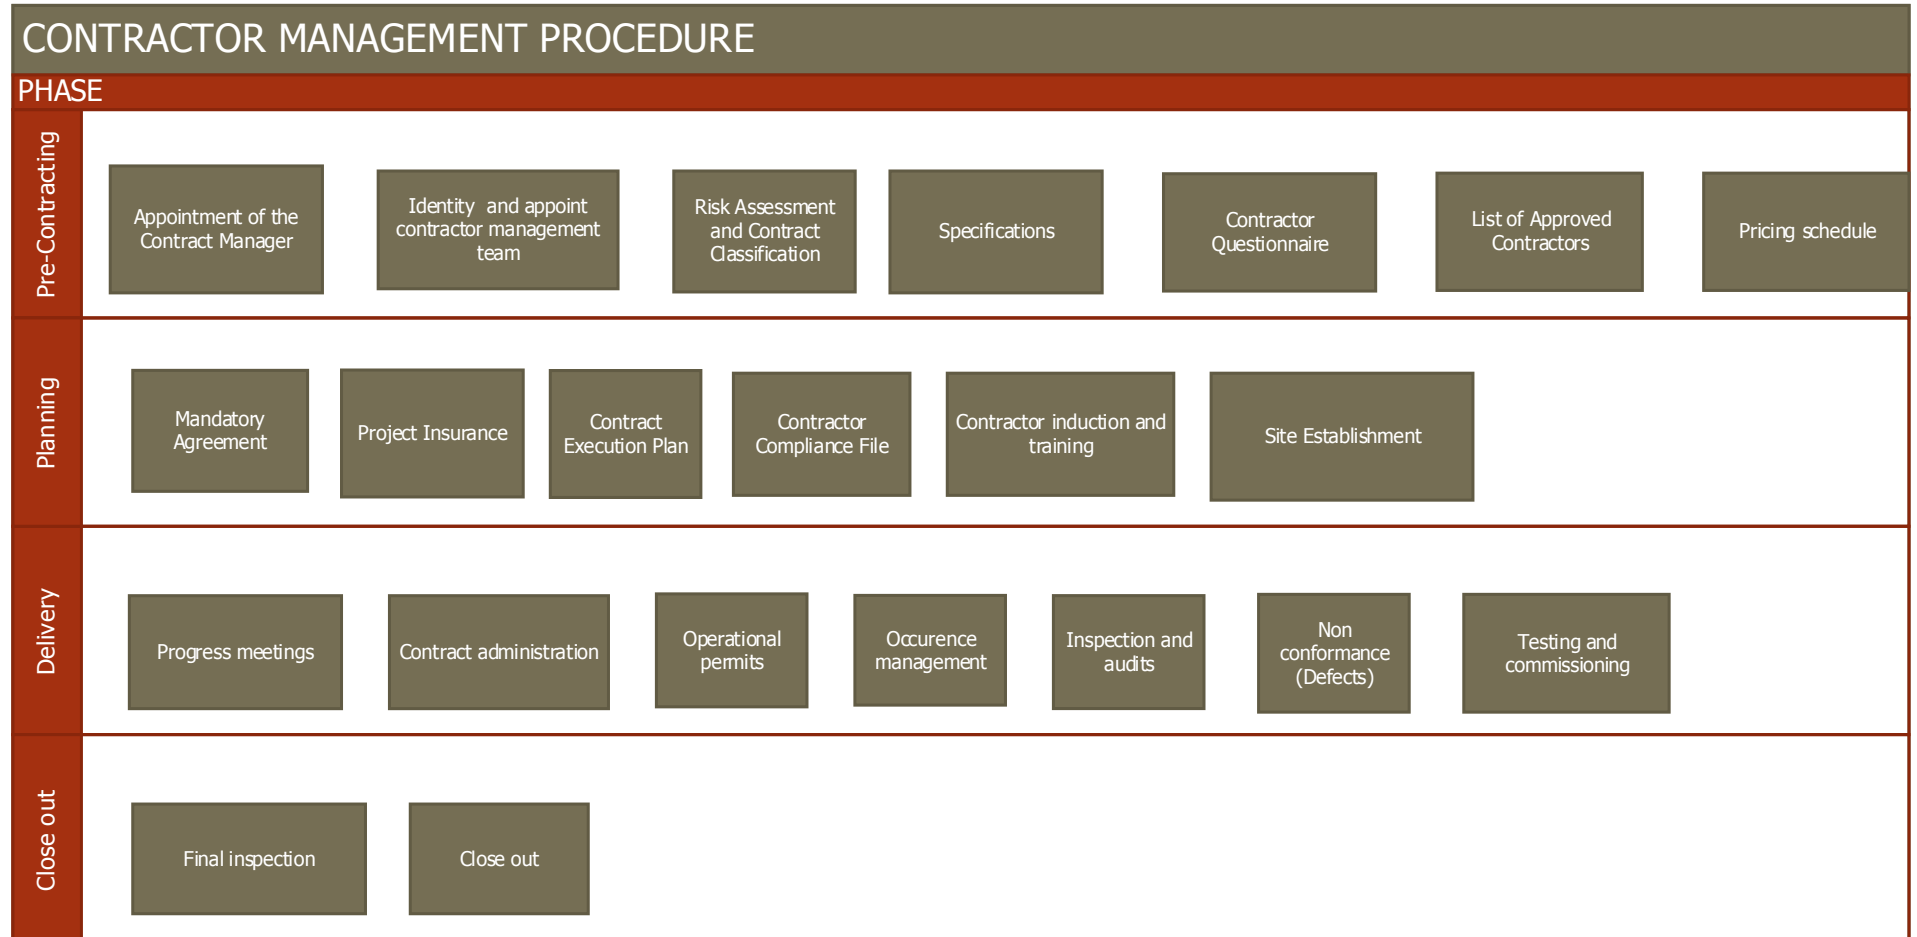 CONTRACTOR MANAGEMENT PROCEDURE
PHASE
Pre-Contracting
Appointment of the
Contract Manager
Identity and appoint
contractor management
team
Risk Assessment
and Contract
Classification
Specifications
Contractor
Questionnaire
List of Approved
Contractors
Pricing schedule
Planning
Mandatory
Agreement
Project Insurance
Contract
Execution Plan
Contractor
Compliance File
Contractor induction and
training
Site Establishment
Delivery
Progress meetings
Contract administration
Operational
permits
Occurence
management
Inspection and
audits
Non
conformance
(Defects)
Testing and
commissioning
Close out
Final inspection
Close out